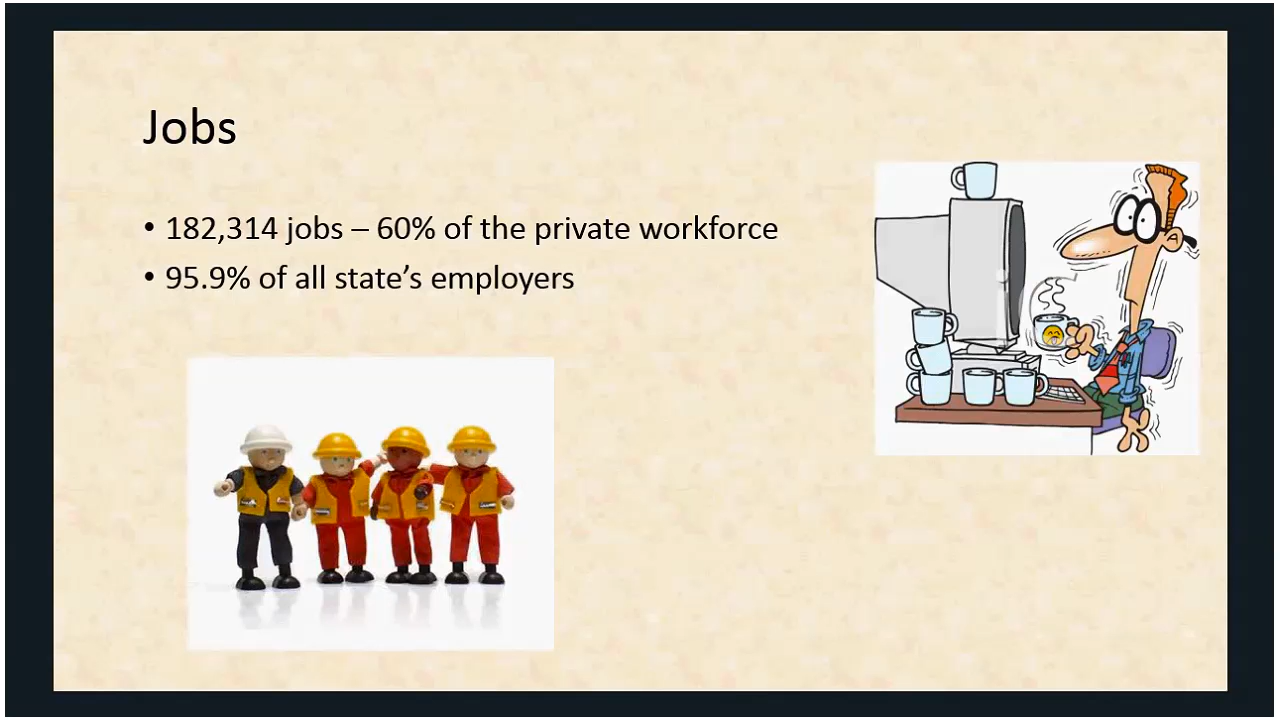 Jobs
• 182,314 jobs – 60% of the private workforce
• 95.9% of all state’s employers